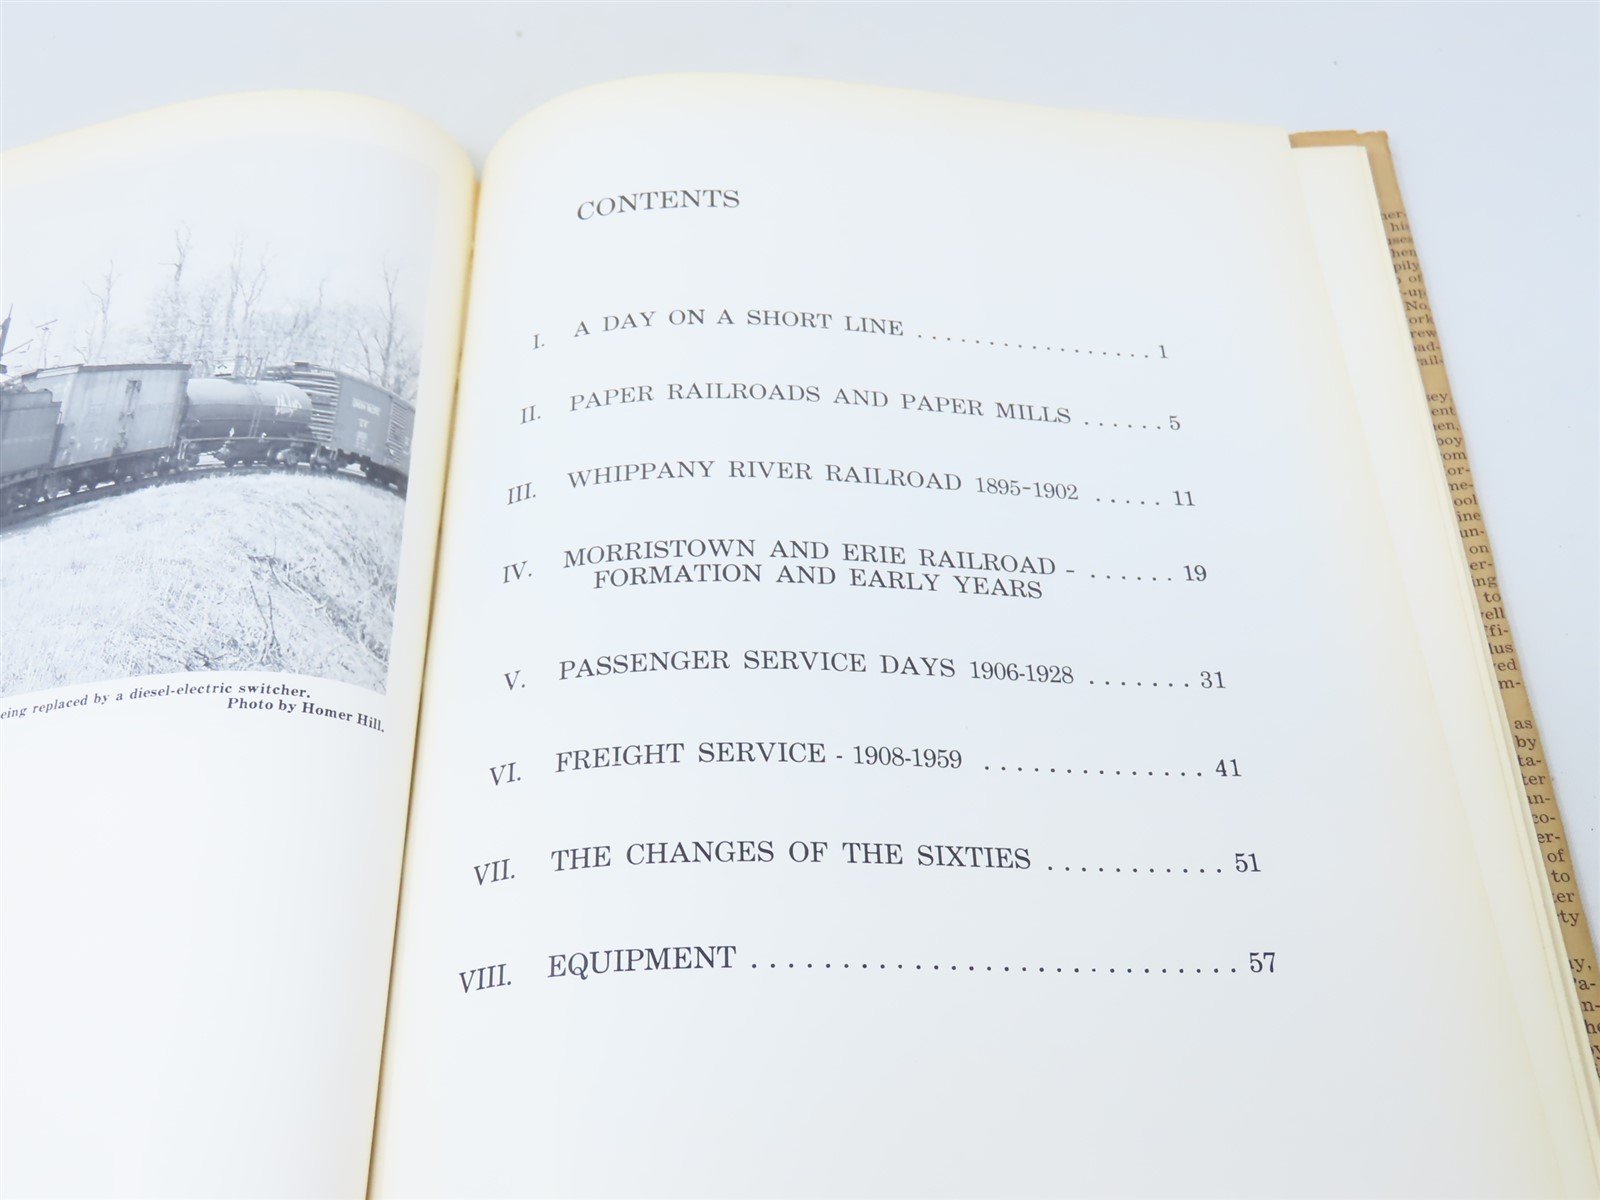 eing replaced by a diesel-electric switcher.
Photo by Homer Hill.
CONTENTS
I. A DAY ON A SHORT LINE . . . . . . . . . . . . . . . . . 1
II. PAPER RAILROADS AND PAPER MILLS . . . . . . 5
III. WHIPPANY RIVER RAILROAD 1895-1902 . . . . . 11
IV. MORRISTOWN AND ERIE RAILROAD - . . . . . . 19
FORMATION AND EARLY YEARS
V. PASSENGER SERVICE DAYS 1906-1928 . . . . . . . 31
VI. FREIGHT SERVICE - 1908-1959 . . . . . . . . . . . . . . 41
VII. THE CHANGES OF THE SIXTIES . . . . . . . . . . . 51
VIII. EQUIPMENT . . . . . . . . . . . . . . . . . . . . . . . . . . . . 57